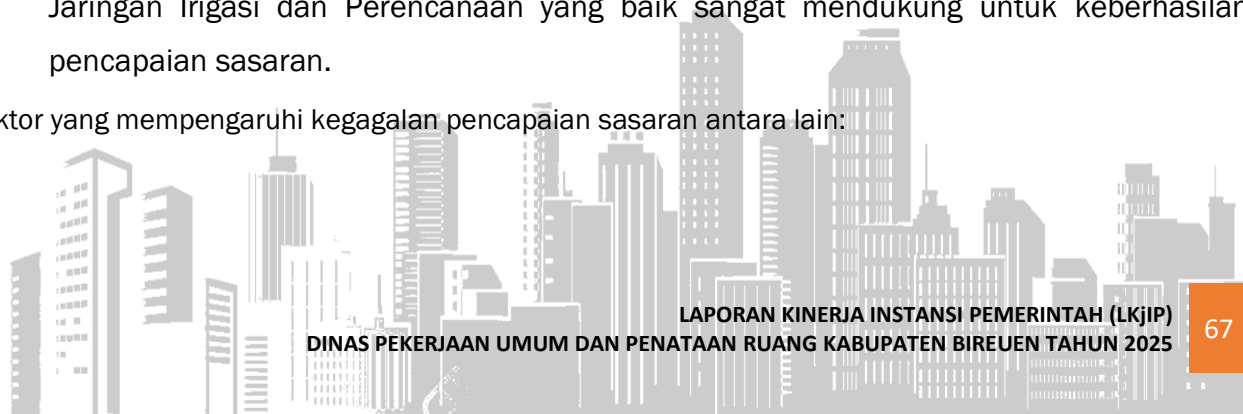 Jaringan Irigasi dan Perencanaan yang baik sangat mendukung untuk keberhasilan
pencapaian sasaran.
ktor yang mempengaruhi kegagalan pencapaian sasaran antara lain:
LAPORAN KINERJA INSTANSI PEMERINTAH (LKjIP)
DINAS PEKERJAAN UMUM DAN PENATAAN RUANG KABUPATEN BIREUEN TAHUN 2025
67